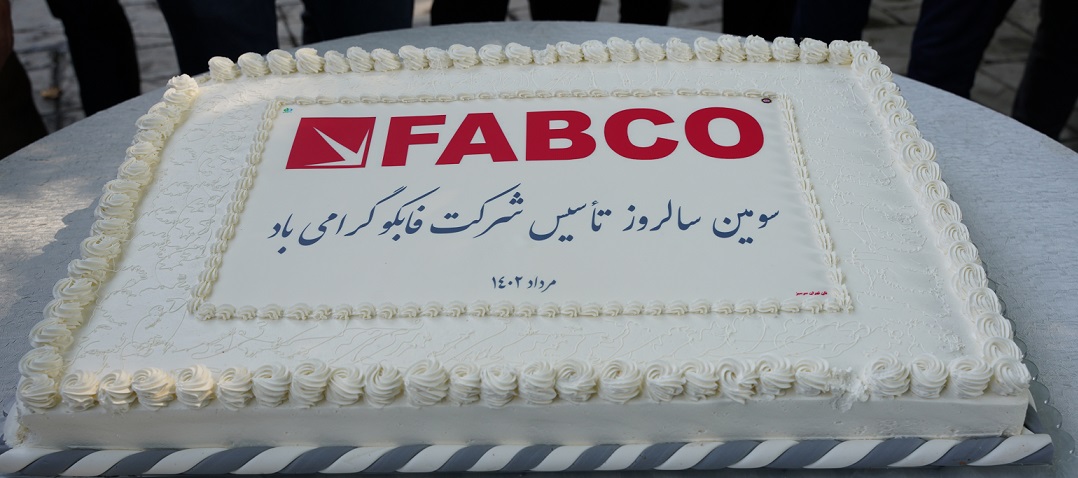 FABCO
سومین سالروز تأسیس شرکت فابکو گرامی باد
مرداد ۱۴۰۲